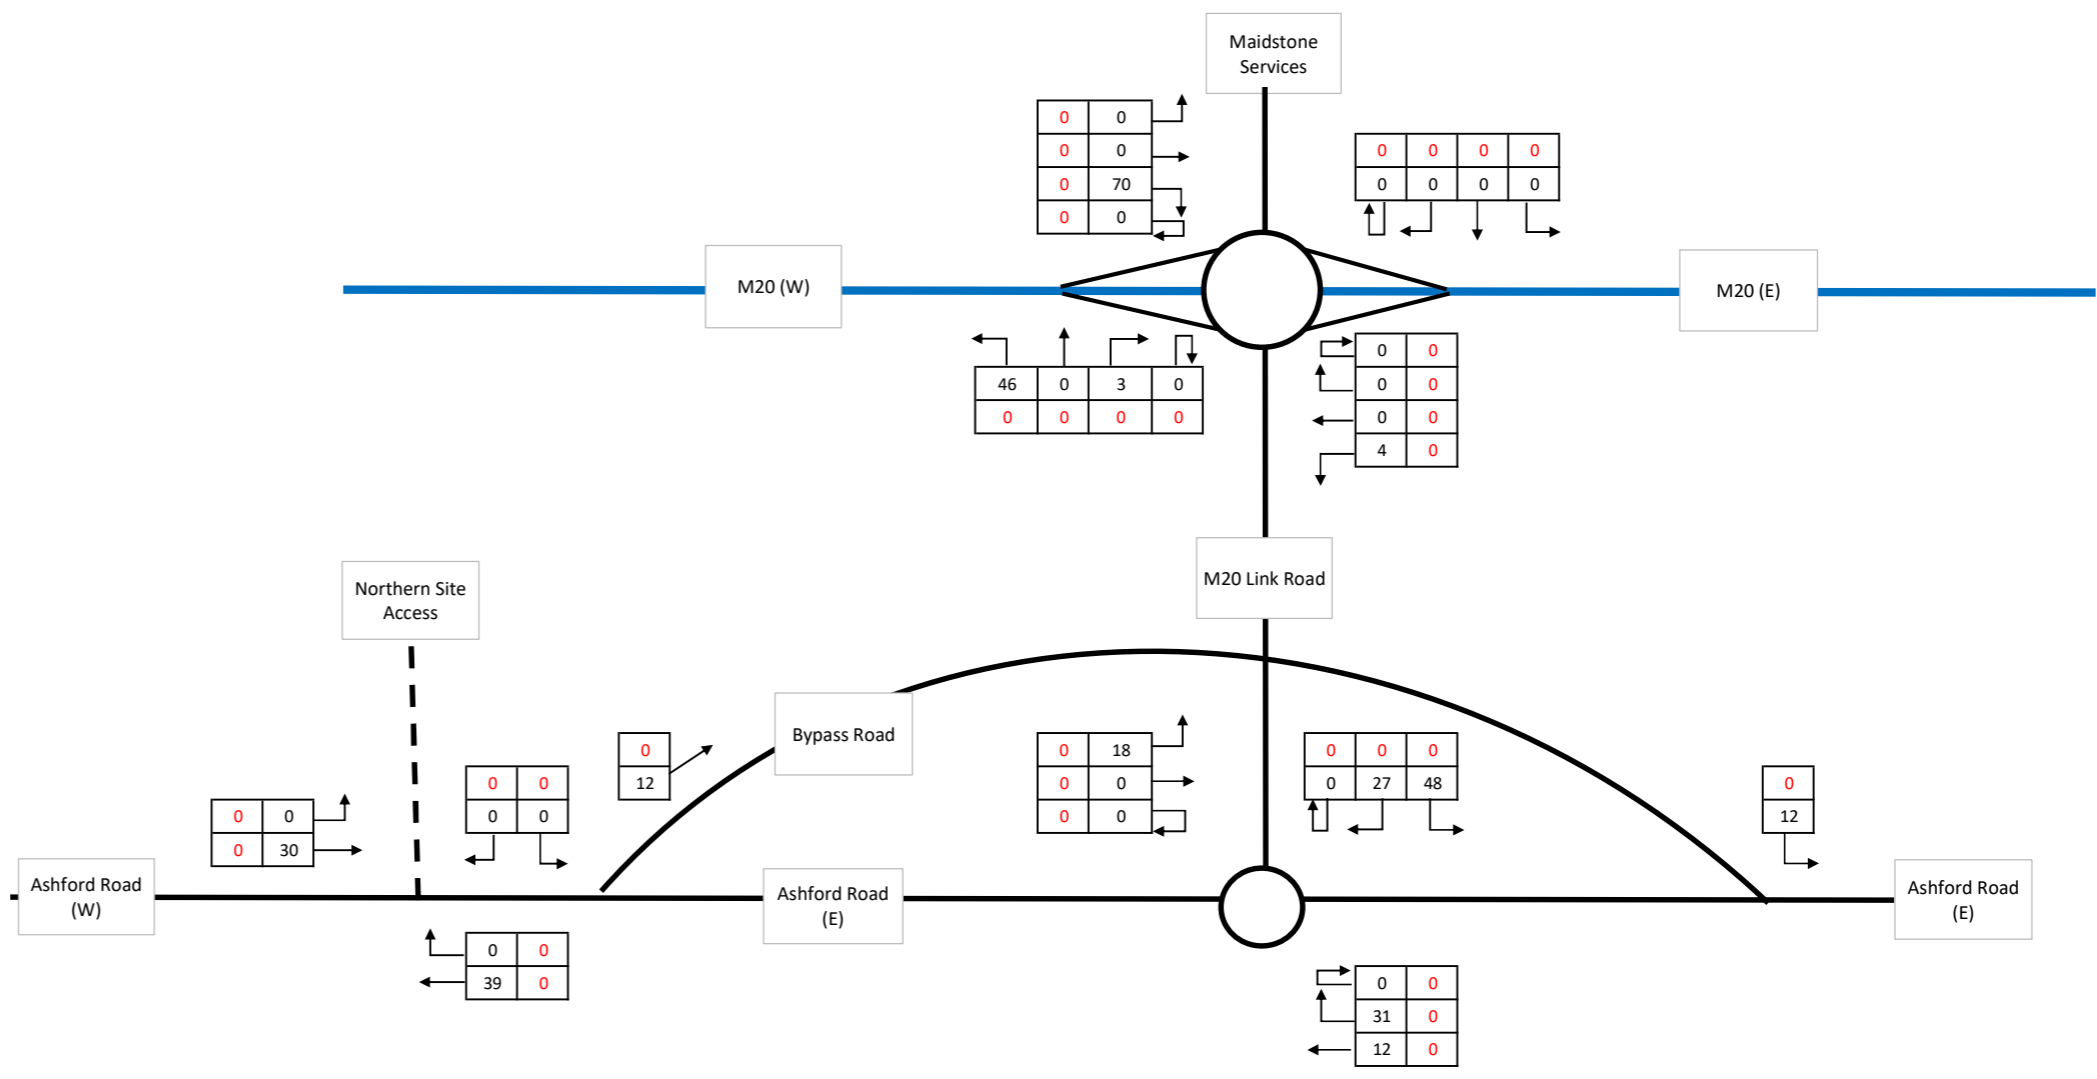 Maidstone
Services
0 0
0 0
0 70
0 0
0 0 0 0
0 0 0 0
M20 (W)
M20 (E)
46 0 3 0
0 0 0 0
0 0
0 0
0 0
4 0
M20 Link Road
Northern Site
Access
Bypass Road
0
12
0 18
0 0
0 0
0 0 0
0 27 48
0
12
0 0
0 0
0 0
0 30
Ashford Road
(W)
Ashford Road
(E)
Ashford Road
(E)
0 0
39 0
0 0
31 0
12 0